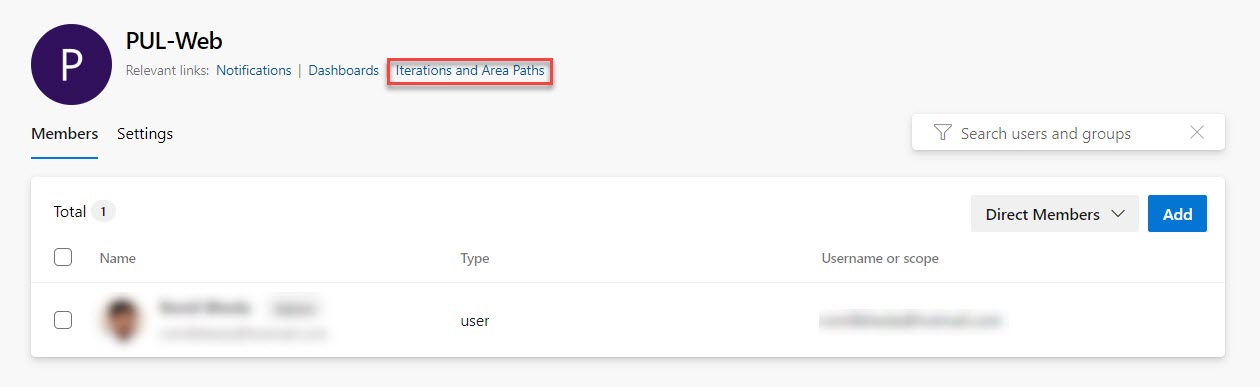 P
PUL-Web
Relevant links: Notifications | Dashboards Iterations and Area Paths
Members Settings
Search users and groups
Total 1
Direct Members Add
Name Type Username or scope
user